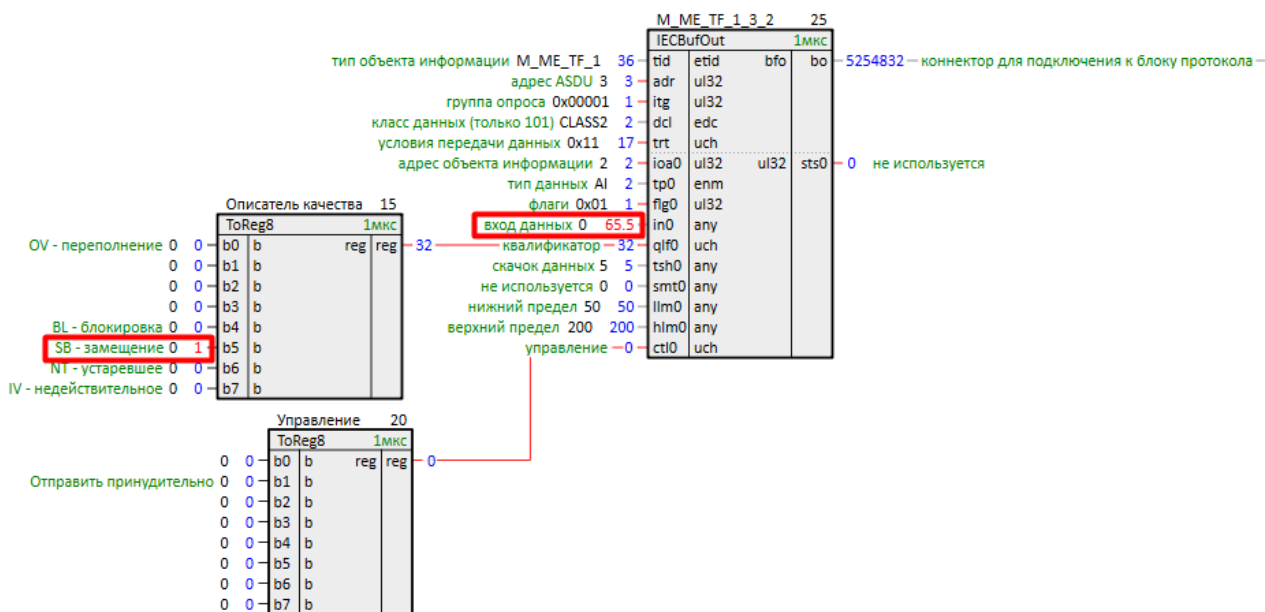 M_ME_TF_1_3_2 25
IECBufOut 1мкс
тип объекта информации M_ME_TF_1 36 tid etid bfo bo 5254832 коннектор для подключения к блоку протокола
адрес ASDU 3 3 adr ul32
группа опроса 0x00001 1 itg ul32
класс данных (только 101) CLASS2 2 dcl edc
условия передачи данных 0x11 17 trt uch
адрес объекта информации 2 2 ioa0 ul32 ul32 sts0 0 не используется
тип данных AI 2 tp0 enm
флаги 0x01 1 flg0 ul32
вход данных 0 65.5 in0 any
квалификатор 32 qlf0 uch
скачок данных 5 5 tsh0 any
не используется 0 0 smt0 any
нижний предел 50 50 llm0 any
верхний предел 200 200 hlm0 any
управление 0 ctl0 uch
Описатель качества 15
ToReg8 1мкс
OV - переполнение 0 0 b0 b reg reg 32
0 0 b1 b
0 0 b2 b
0 0 b3 b
BL - блокировка 0 0 b4 b
SB - замещение 0 1 b5 b
NT - устаревшее 0 0 b6 b
IV - недействительное 0 0 b7 b
Управление 20
ToReg8 1мкс
0 0 b0 b reg reg 0
Отправить принудительно 0 0 b1 b
0 0 b2 b
0 0 b3 b
0 0 b4 b
0 0 b5 b
0 0 b6 b
0 0 b7 b